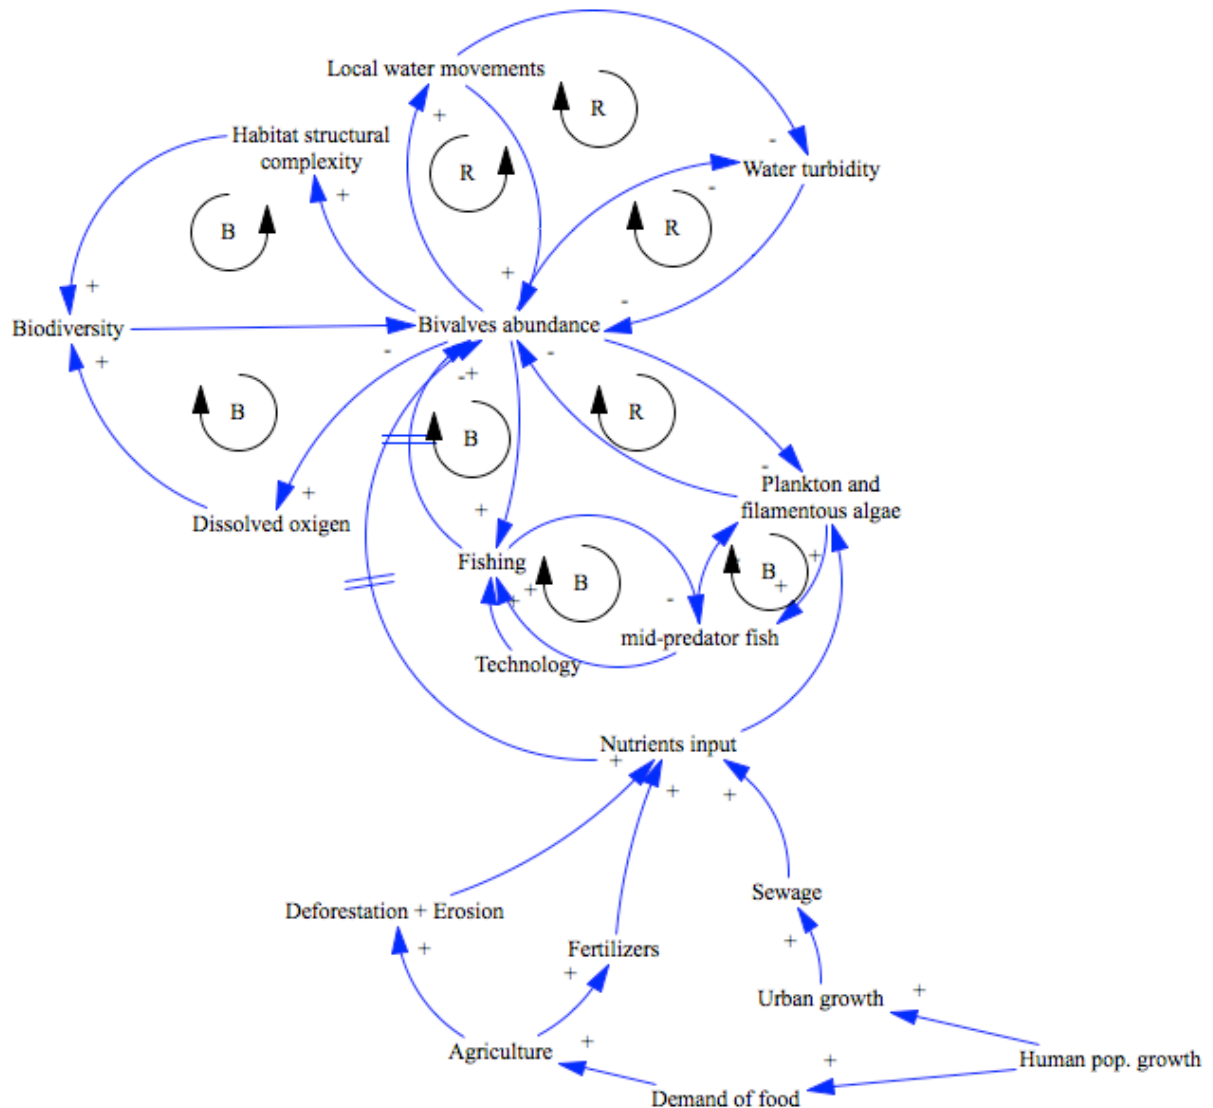 Local water movements
R
+
Habitat structural
complexity
R
-
Water turbidity
+
-
B
R
+
+
-
Biodiversity
Bivalves abundance
+
-
-
-+
B
B
R
-
Plankton and
filamentous algae
+
+
Dissolved oxigen
Fishing
+
B
B
+
+
+
-
mid-predator fish
Technology
Nutrients input
+
+
+
Sewage
Deforestation + Erosion
+
+
Fertilizers
+
Urban growth
+
+
Agriculture
+
Human pop. growth
Demand of food